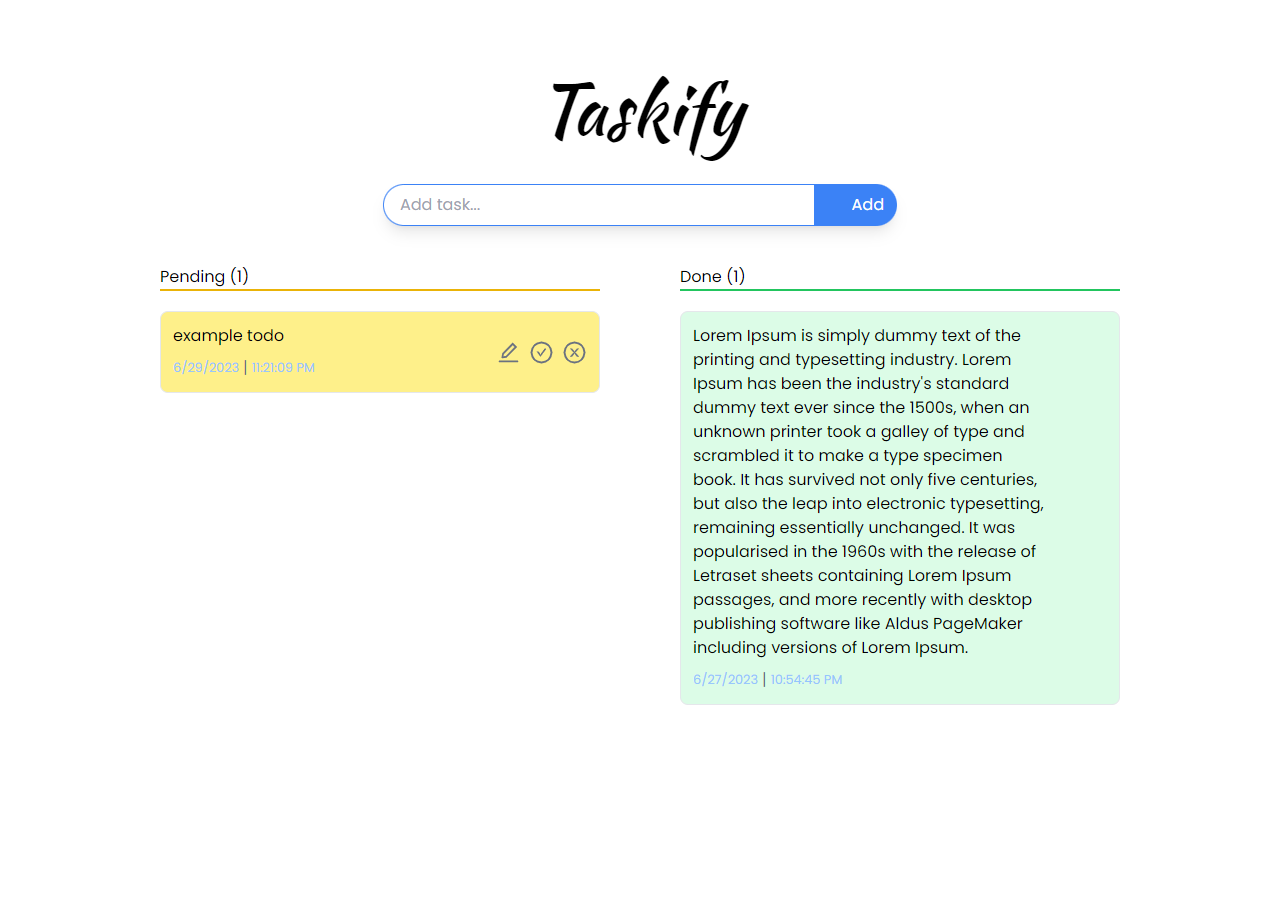 Taskify
Add task...
Add
Pending (1)
example todo
6/29/2023 | 11:21:09 PM
Done (1)
Lorem Ipsum is simply dummy text of the
printing and typesetting industry. Lorem
Ipsum has been the industry's standard
dummy text ever since the 1500s, when an
unknown printer took a galley of type and
scrambled it to make a type specimen
book. It has survived not only five centuries,
but also the leap into electronic typesetting,
remaining essentially unchanged. It was
popularised in the 1960s with the release of
Letraset sheets containing Lorem Ipsum
passages, and more recently with desktop
publishing software like Aldus PageMaker
including versions of Lorem Ipsum.
6/27/2023 | 10:54:45 PM